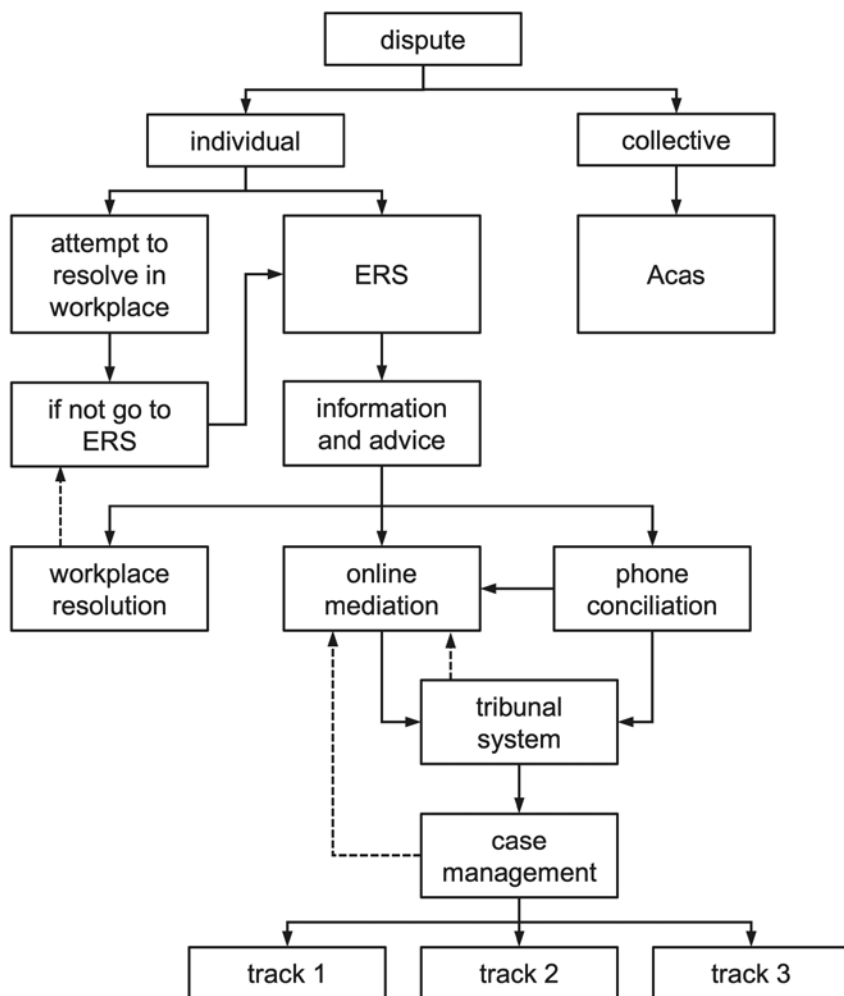 dispute
individual
collective
attempt to
resolve in
workplace
ERS
Acas
if not go to
ERS
information
and advice
workplace
resolution
online
mediation
phone
conciliation
tribunal
system
case
management
track 1
track 2
track 3